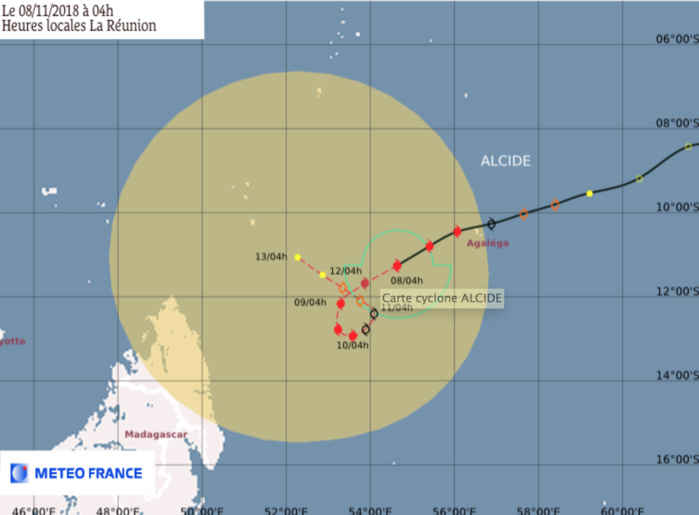 Le 08/11/2018 à 04h
Heures locales La Réunion
06°00'S
08°00'S
ALCIDE
10°00'S
Agaléga
13/04h
12/04h
08/04h
09/04h
Carte cyclone ALCIDE
11/04h
12°00'S
yotte
10/04h
14°00'S
Madagascar
METEO FRANCE
16°00'S
46°00'E
48°00'E
50°00'E
52°00'E
54°00'E
56°00'E
58°00'E
60°00'E